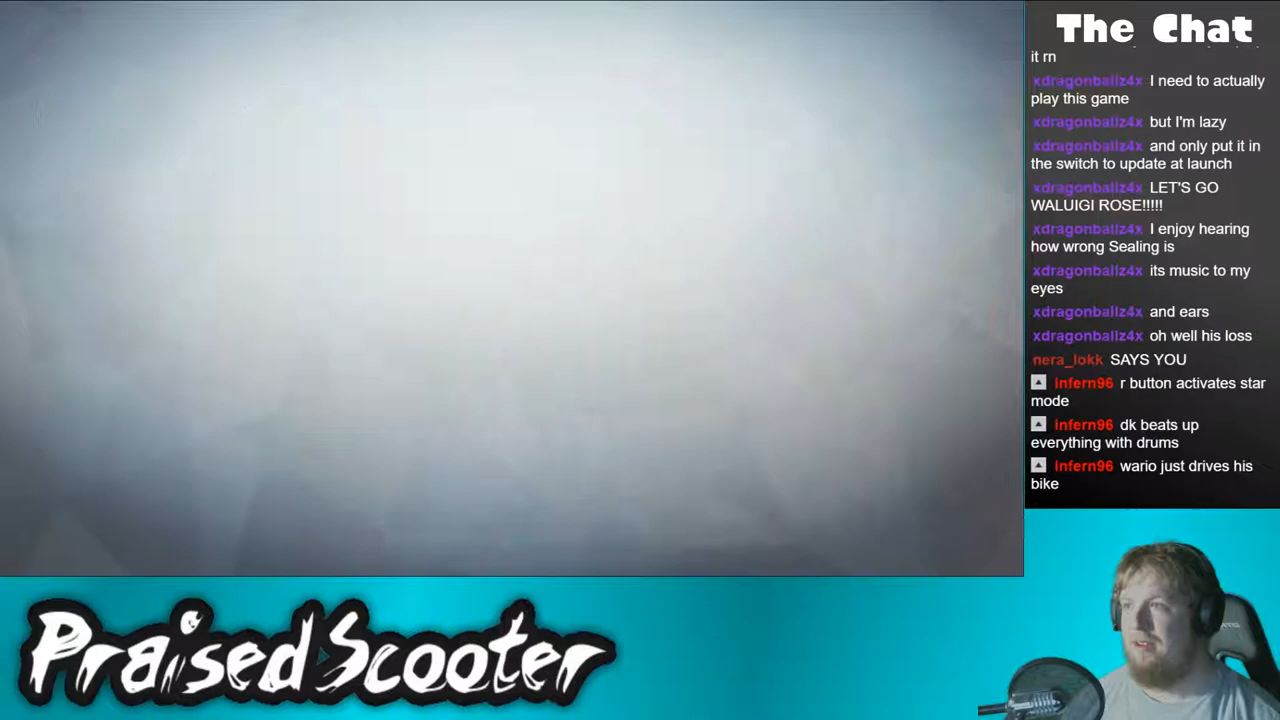 The Chat
it rn
xdragonballz4x I need to actually
play this game
xdragonballz4x but I'm lazy
xdragonballz4x and only put it in
the switch to update at launch
xdragonballz4x LET'S GO
WALUIGI ROSE!!!!!
xdragonballz4x I enjoy hearing
how wrong Sealing is
xdragonballz4x its music to my
eyes
xdragonballz4x and ears
xdragonballz4x oh well his loss
nera_lokk SAYS YOU
infern96 r button activates star
mode
infern96 dk beats up
everything with drums
infern96 wario just drives his
bike
PraisedScooter